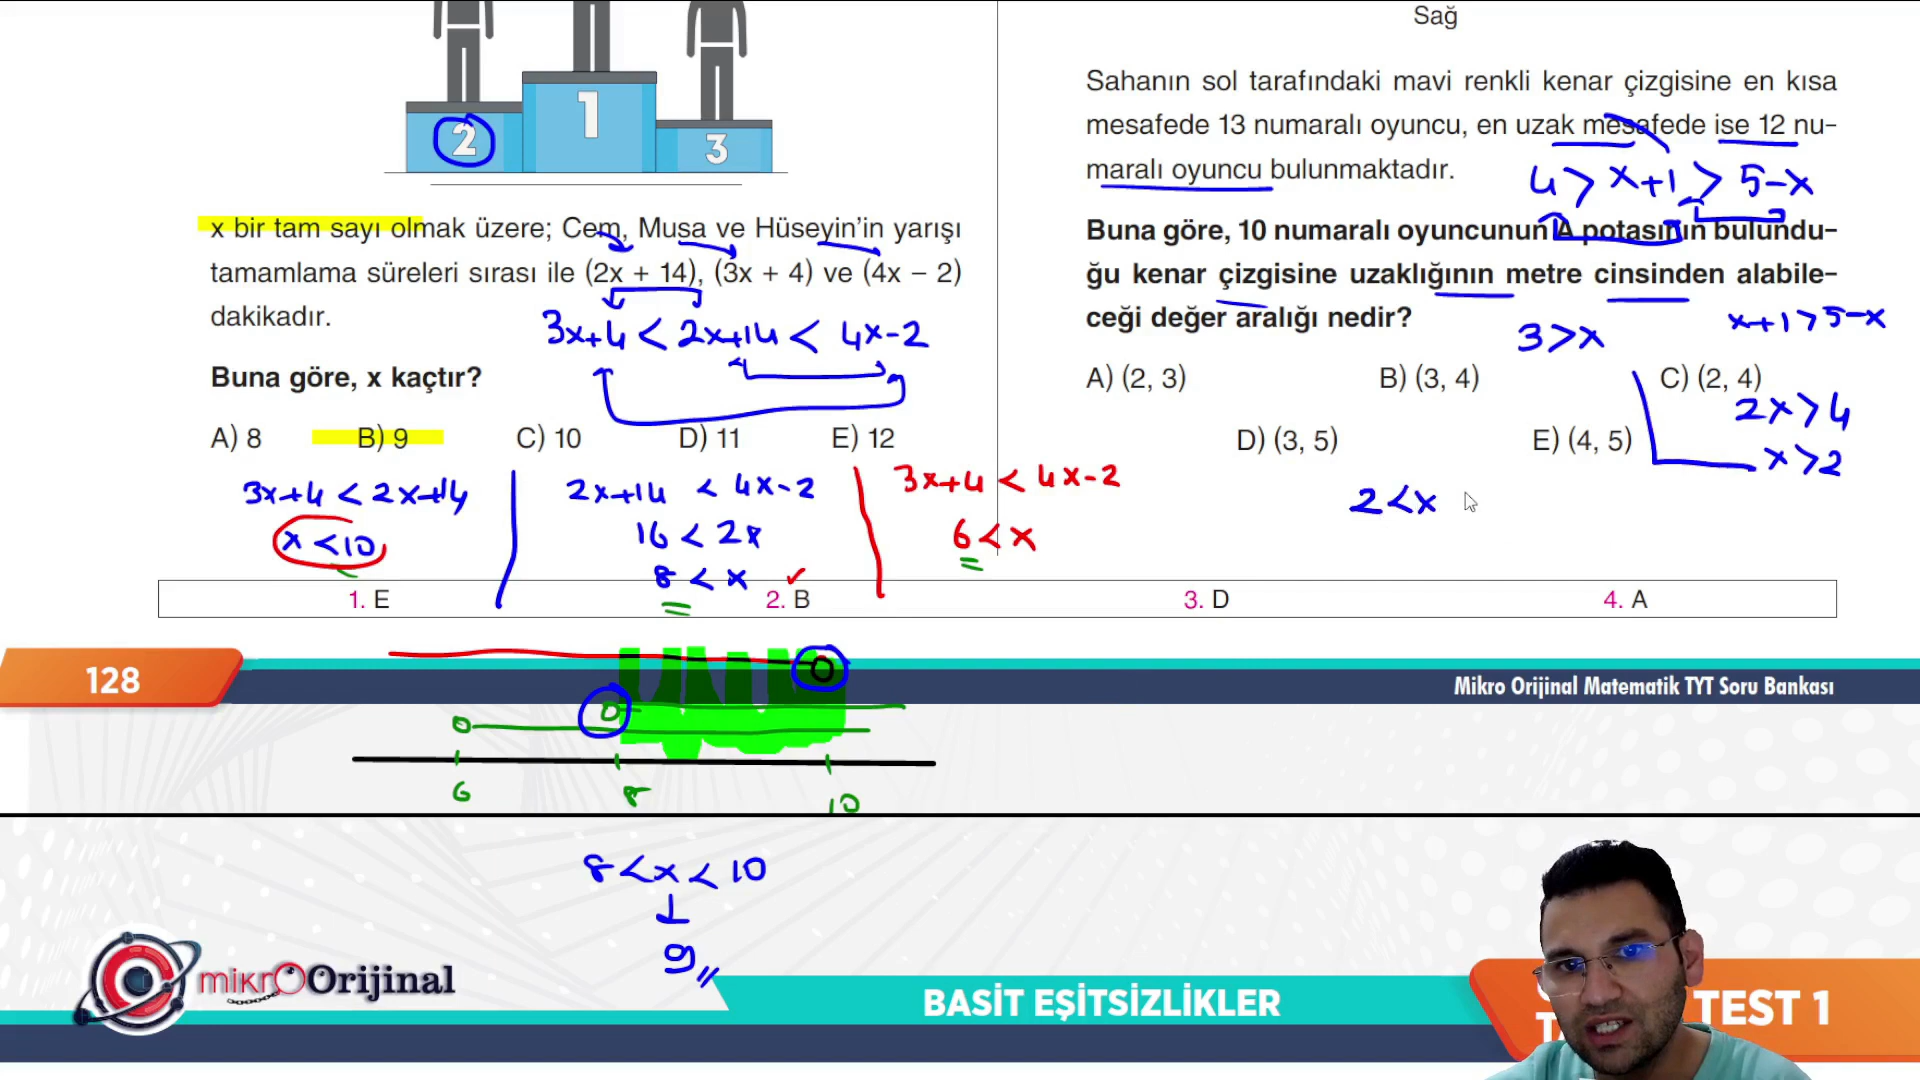 2
1
3
x bir tam sayı olmak üzere; Cem, Musa ve Hüseyin'in yarışı
tamamlama süreleri sırası ile (2x + 14), (3x + 4) ve (4x − 2)
dakikadır.
3x+4 < 2x+14 < 4x-2
Buna göre, x kaçtır?
A) 8
B) 9
C) 10
D) 11
E) 12
3x+4 < 2x+14
x < 10
2x+14 < 4x-2
16 < 2x
8 < x
3x+4 < 4x-2
6 < x
Sağ
Sahanın sol tarafındaki mavi renkli kenar çizgisine en kısa
mesafede 13 numaralı oyuncu, en uzak mesafede ise 12 nu-
maralı oyuncu bulunmaktadır.
4 > x+1 > 5-x
Buna göre, 10 numaralı oyuncunun A potasının bulundu-
ğu kenar çizgisine uzaklığının metre cinsinden alabile-
ceği değer aralığı nedir?
3 > x
x+1 > 5-x
A) (2, 3)
B) (3, 4)
C) (2, 4)
2x > 4
D) (3, 5)
E) (4, 5)
x > 2
2 < x
1. E
2. B
3. D
4. A
128
Mikro Orijinal Matematik TYT Soru Bankası
6
8
10
8 < x < 10
9
mikrOOrijinal
BASİT EŞİTSİZLİKLER
TEST 1